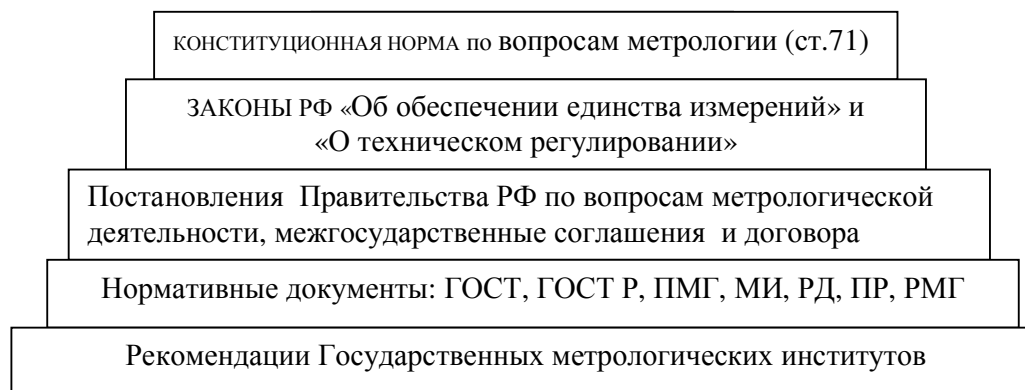 КОНСТИТУЦИОННАЯ НОРМА по вопросам метрологии (ст.71)
ЗАКОНЫ РФ «Об обеспечении единства измерений» и
«О техническом регулировании»
Постановления Правительства РФ по вопросам метрологической
деятельности, межгосударственные соглашения и договора
Нормативные документы: ГОСТ, ГОСТ Р, ПМГ, МИ, РД, ПР, РМГ
Рекомендации Государственных метрологических институтов